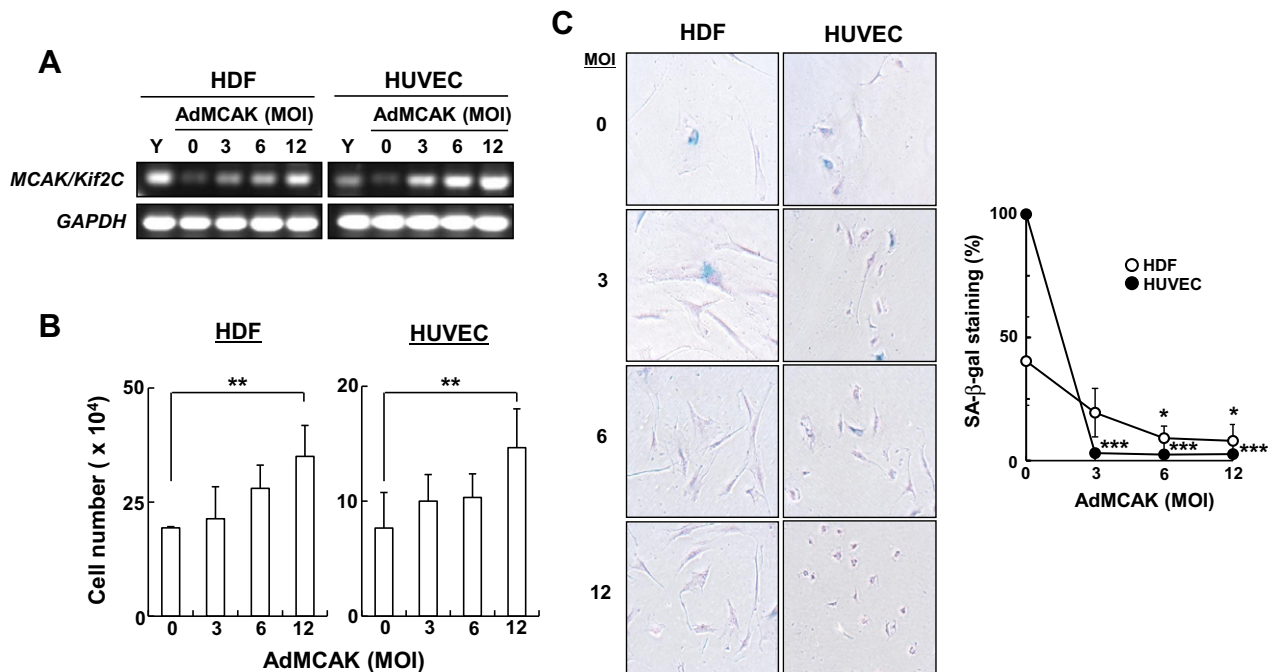 A
HDF HUVEC
AdMCAK (MOI) AdMCAK (MOI)
Y 0 3 6 12 Y 0 3 6 12
MCAK/Kif2C
GAPDH
B
HDF HUVEC
** **
50 20
25 10
0 0
Cell number ( x 10⁴)
0 3 6 12 0 3 6 12
AdMCAK (MOI)
C
HDF HUVEC
MOI
0
3
6
12
100
50
0
SA-β-gal staining (%)
HDF
HUVEC
* *
*** *** ***
0 3 6 12
AdMCAK (MOI)